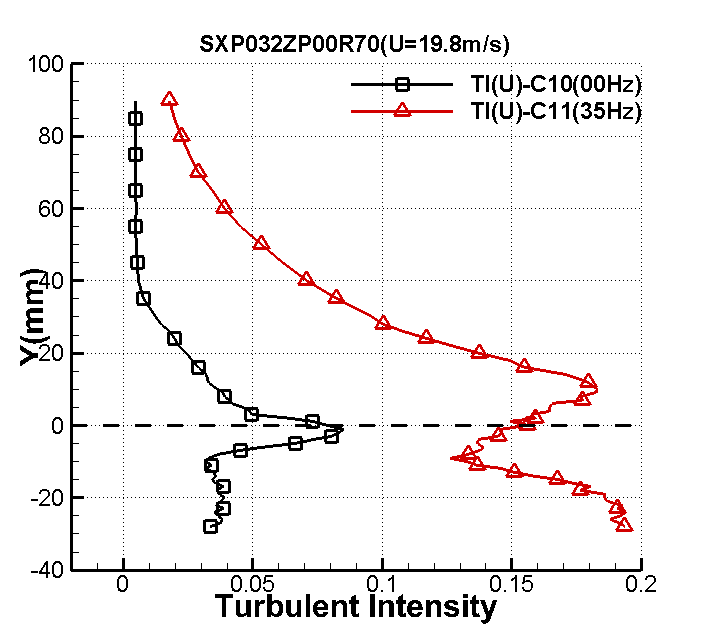 SXP032ZP00R70(U=19.8m/s)
TI(U)-C10(00Hz)
TI(U)-C11(35Hz)
100
80
60
40
20
0
-20
-40
Y(mm)
0 0.05 0.1 0.15 0.2
Turbulent Intensity